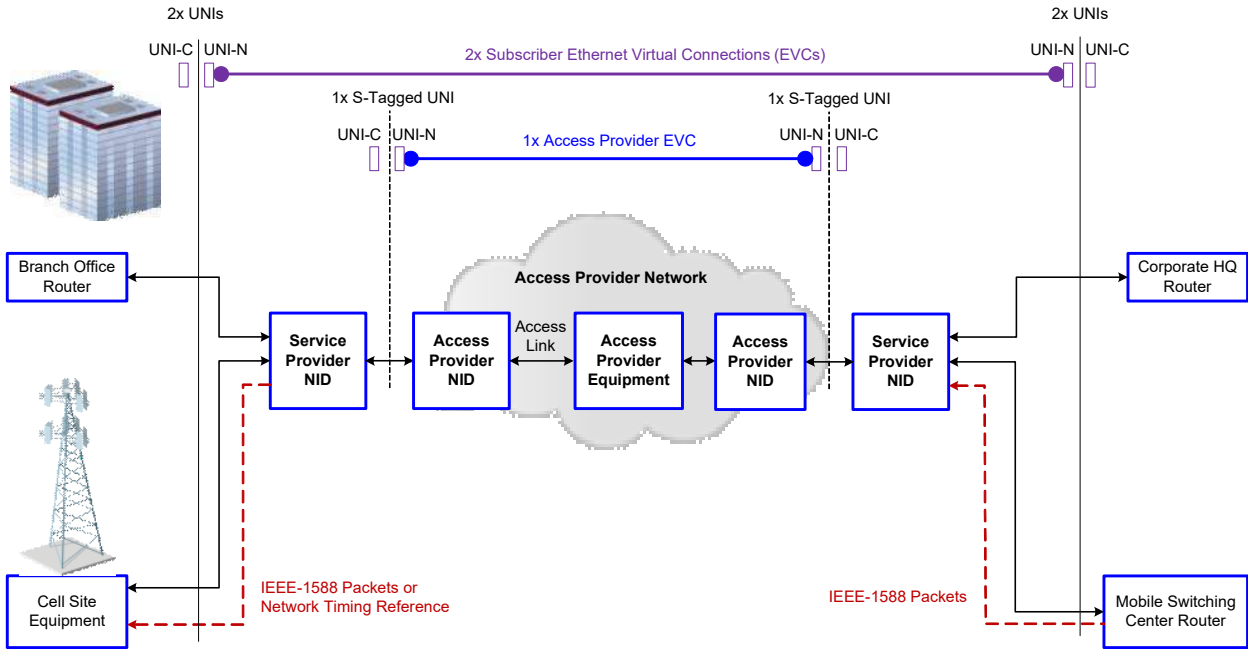 2x UNIs
2x UNIs
UNI-C
UNI-N
2x Subscriber Ethernet Virtual Connections (EVCs)
UNI-N
UNI-C
1x S-Tagged UNI
1x S-Tagged UNI
UNI-C
UNI-N
1x Access Provider EVC
UNI-N
UNI-C
Branch Office
Router
Access Provider Network
Corporate HQ
Router
Service
Provider
NID
Access
Provider
NID
Access
Link
Access
Provider
Equipment
Access
Provider
NID
Service
Provider
NID
Cell Site
Equipment
IEEE-1588 Packets or
Network Timing Reference
IEEE-1588 Packets
Mobile Switching
Center Router